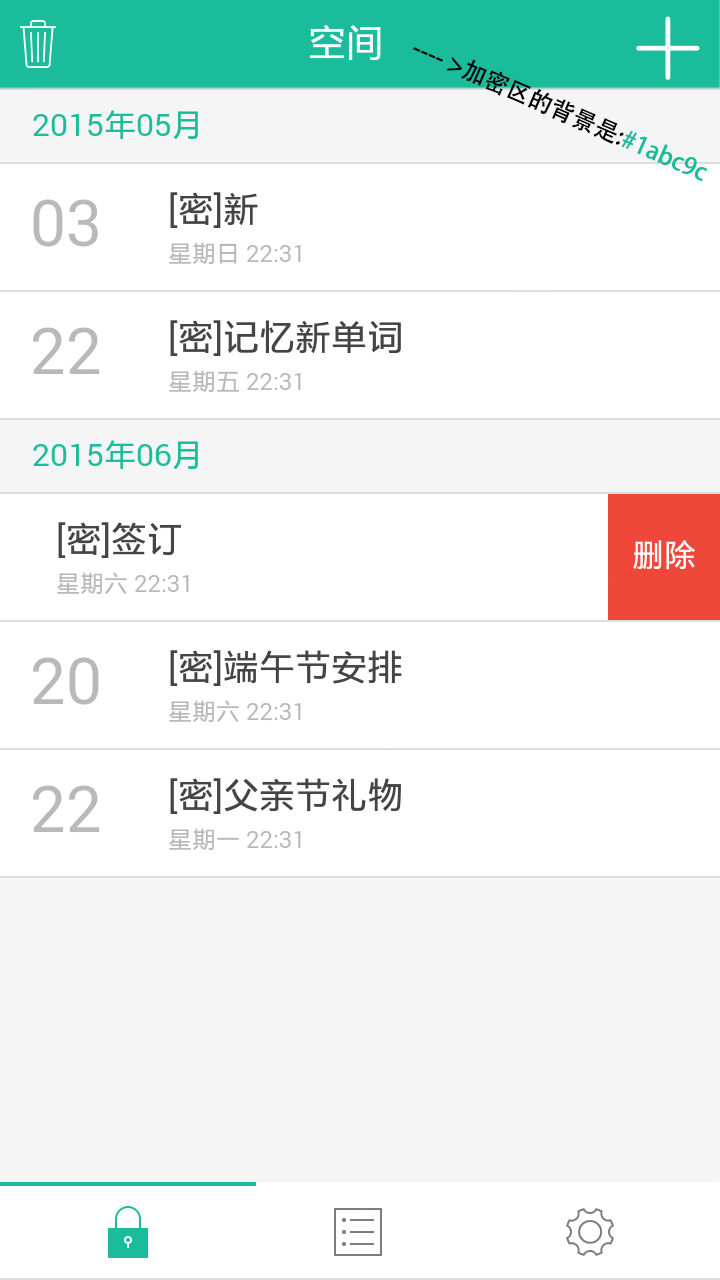 空间
---- >加密区的背景是:#1abc9c
2015年05月
03
[密]新
星期日 22:31
22
[密]记忆新单词
星期五 22:31
2015年06月
[密]签订
星期六 22:31
删除
20
[密]端午节安排
星期六 22:31
22
[密]父亲节礼物
星期一 22:31